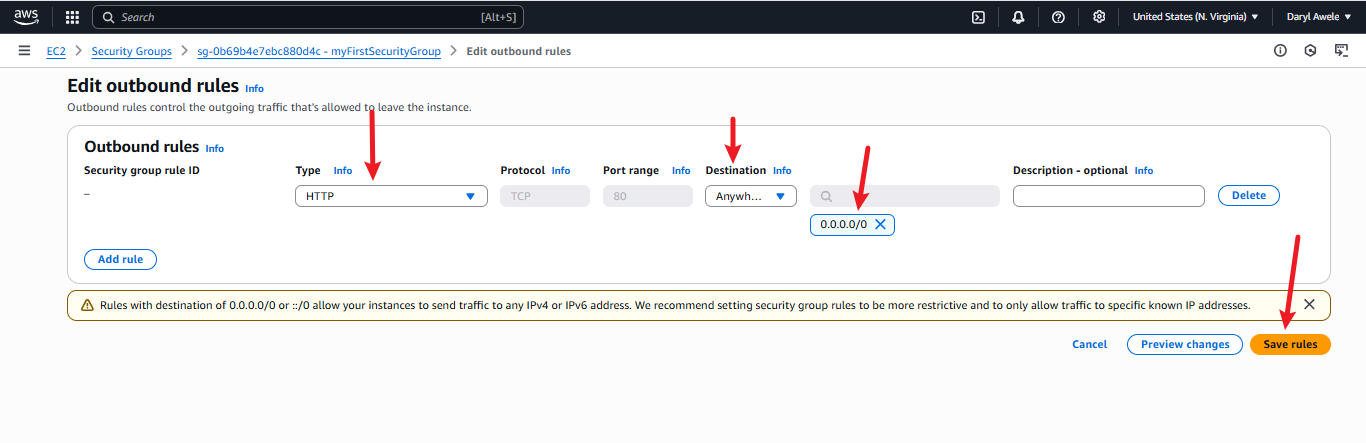 aws Search [Alt+S] United States (N. Virginia) Daryl Awele
EC2 > Security Groups > sg-0b69b4e7ebc880d4c - myFirstSecurityGroup > Edit outbound rules
Edit outbound rules Info
Outbound rules control the outgoing traffic that's allowed to leave the instance.
Outbound rules Info
Security group rule ID Type Info Protocol Info Port range Info Destination Info Description - optional Info
– HTTP TCP 80 Anywh... Delete
0.0.0.0/0
Add rule
Rules with destination of 0.0.0.0/0 or ::/0 allow your instances to send traffic to any IPv4 or IPv6 address. We recommend setting security group rules to be more restrictive and to only allow traffic to specific known IP addresses.
Cancel Preview changes Save rules